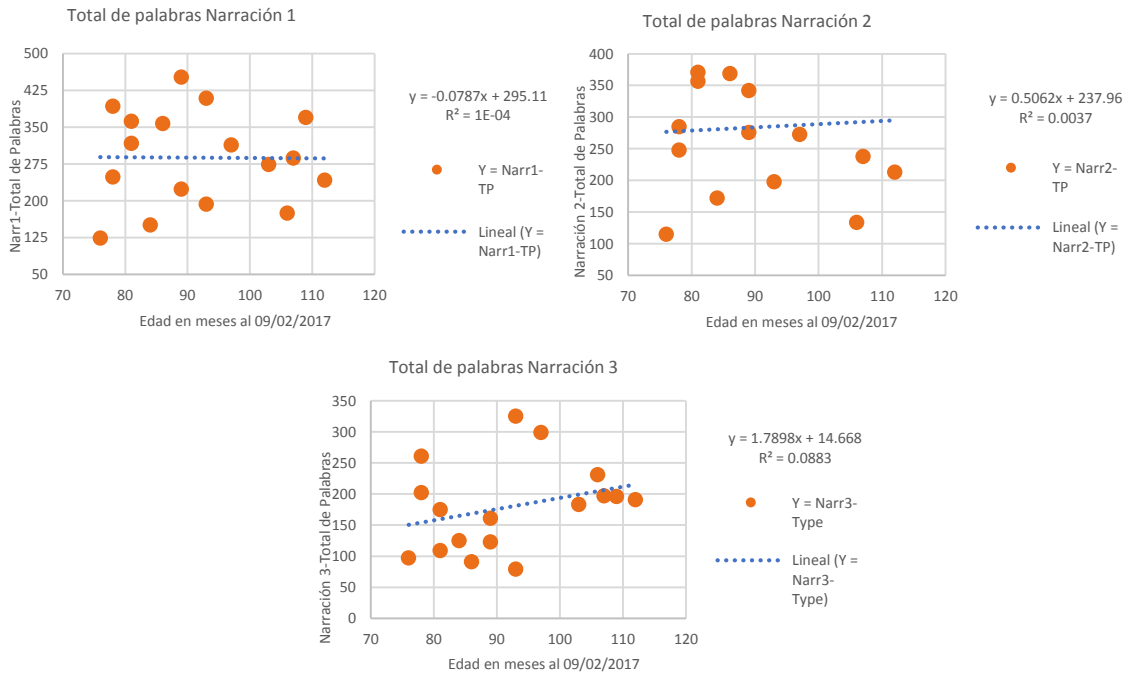 Total de palabras Narración 1
Narr1-Total de Palabras
500
425
350
275
200
125
50
70 80 90 100 110 120
Edad en meses al 09/02/2017
y = -0.0787x + 295.11
R² = 1E-04
Y = Narr1-
TP
Lineal (Y =
Narr1-TP)
Total de palabras Narración 2
Narración 2-Total de Palabras
400
350
300
250
200
150
100
50
70 80 90 100 110 120
Edad en meses al 09/02/2017
y = 0.5062x + 237.96
R² = 0.0037
Y = Narr2-
TP
Lineal (Y =
Narr2-TP)
Total de palabras Narración 3
Narración 3-Total de Palabras
350
300
250
200
150
100
50
0
70 80 90 100 110 120
Edad en meses al 09/02/2017
y = 1.7898x + 14.668
R² = 0.0883
Y = Narr3-
Type
Lineal (Y =
Narr3-
Type)